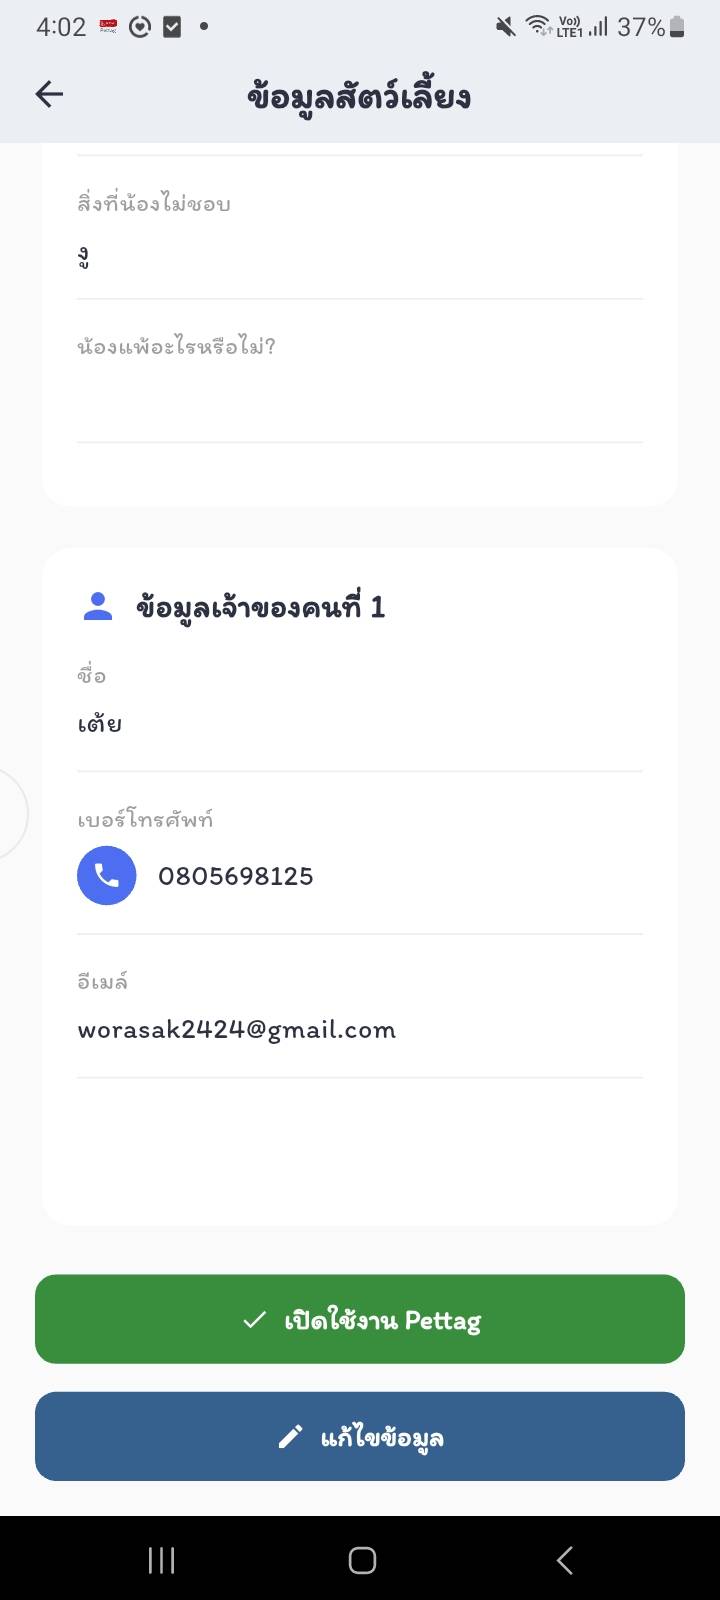 4:02
Vo))
LTE1
37%
ข้อมูลสัตว์เลี้ยง
สิ่งที่น้องไม่ชอบ
งู
น้องแพ้อะไรหรือไม่?
ข้อมูลเจ้าของคนที่ 1
ชื่อ
เต้ย
เบอร์โทรศัพท์
0805698125
อีเมล์
worasak2424@gmail.com
เปิดใช้งาน Pettag
แก้ไขข้อมูล